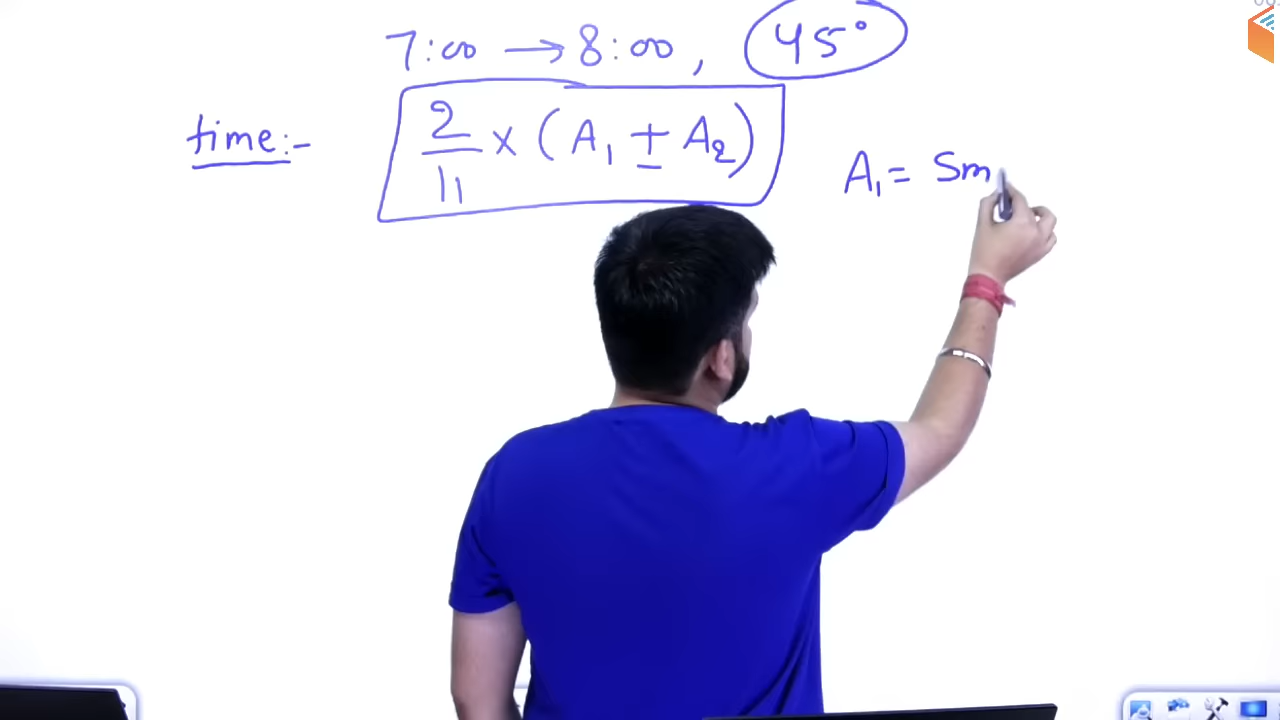 7:00 → 8:00, 45°
time:- 2/11 x (A₁ ± A₂)
A₁ = Sm